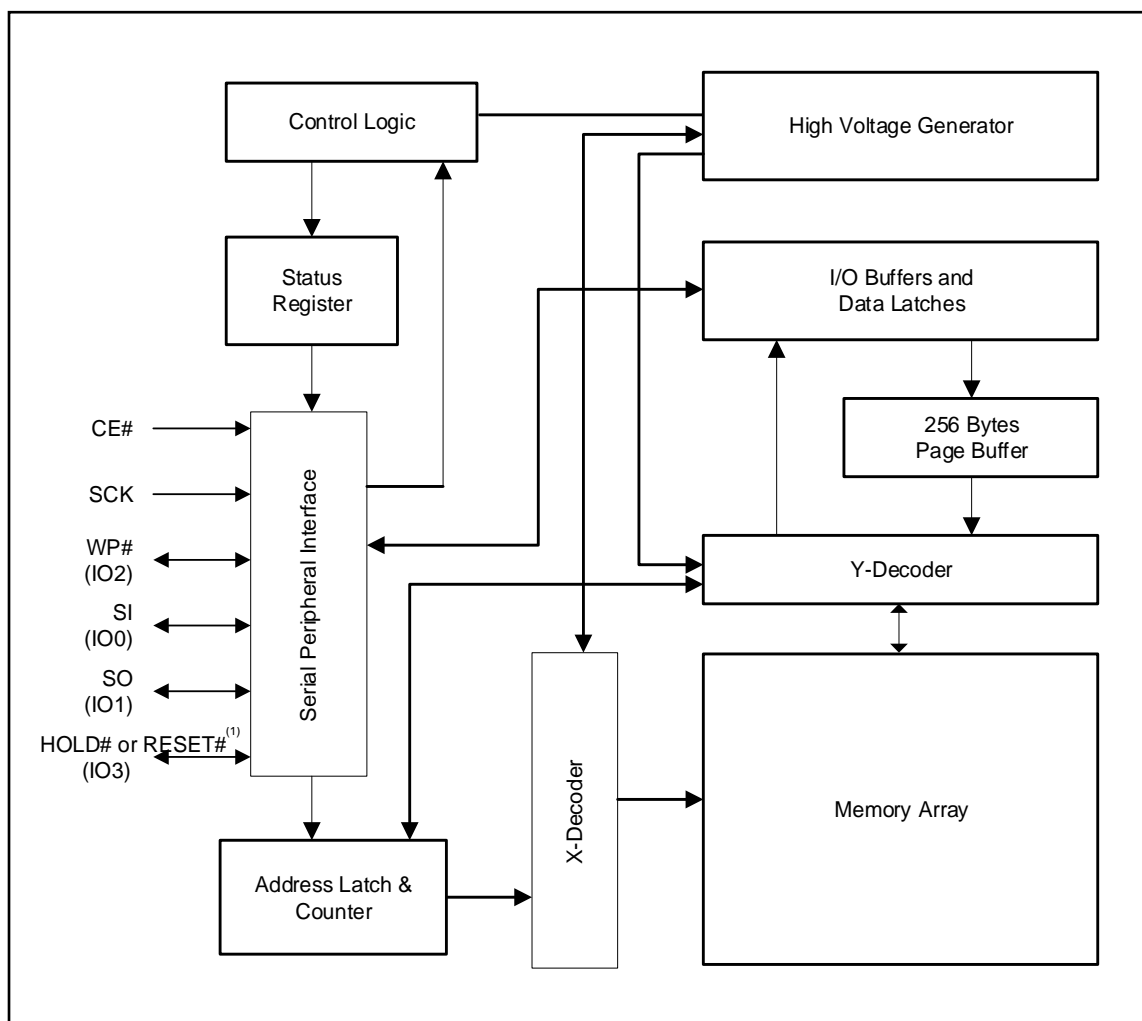 Control Logic
High Voltage Generator
Status
Register
I/O Buffers and
Data Latches
256 Bytes
Page Buffer
CE#
SCK
WP#
(IO2)
SI
(IO0)
SO
(IO1)
HOLD# or RESET#(1)
(IO3)
Serial Peripheral Interface
Y-Decoder
X-Decoder
Memory Array
Address Latch &
Counter